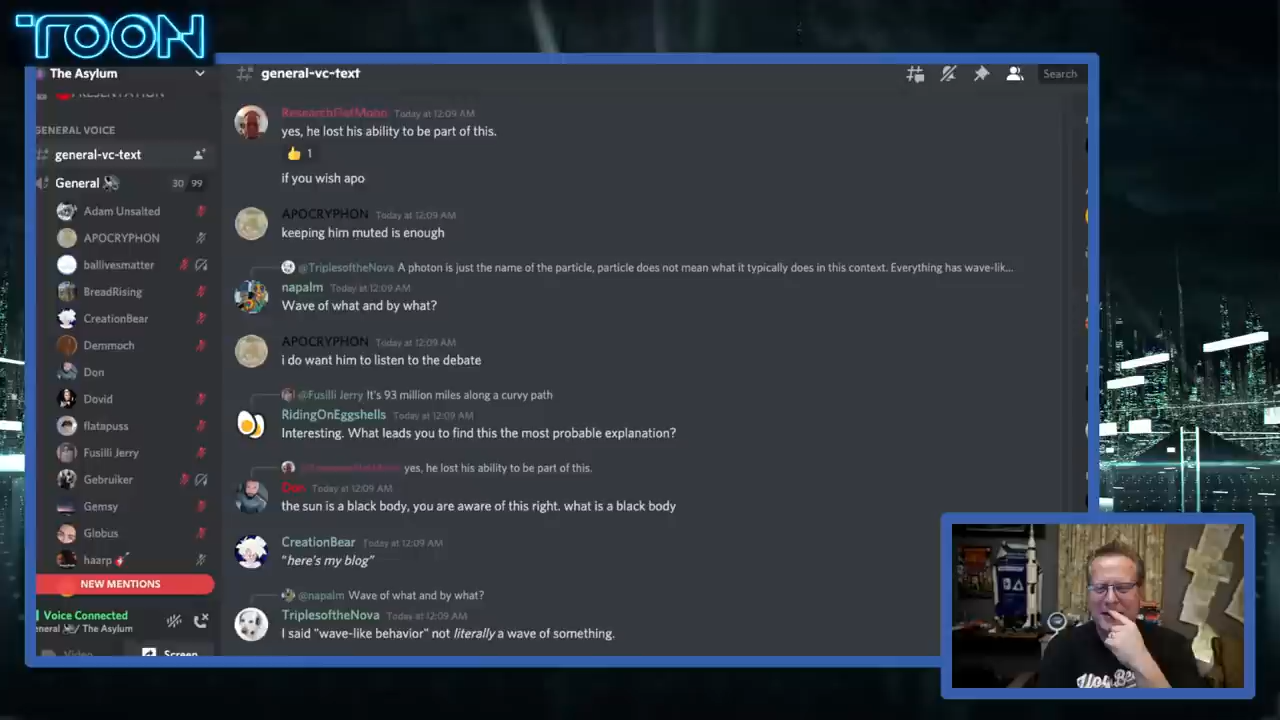 TOON
The Asylum
general-vc-text
Search
PRESENTATION
GENERAL VOICE
general-vc-text
General
30 99
Adam Unsalted
APOCRYPHON
ballivesmatter
BreadRising
CreationBear
Demmoch
Don
Dovid
flatapuss
Fusilli Jerry
Gebruiker
Gemsy
Globus
haarp
NEW MENTIONS
Voice Connected
eneral / The Asylum
Video
Screen
ResearchFlatMoon Today at 12:09 AM
yes, he lost his ability to be part of this.
1
if you wish apo
APOCRYPHON Today at 12:09 AM
keeping him muted is enough
@TriplesoftheNova A photon is just the name of the particle, particle does not mean what it typically does in this context. Everything has wave-lik...
napalm Today at 12:09 AM
Wave of what and by what?
APOCRYPHON Today at 12:09 AM
i do want him to listen to the debate
@Fusilli Jerry It's 93 million miles along a curvy path
RidingOnEggshells Today at 12:09 AM
Interesting. What leads you to find this the most probable explanation?
yes, he lost his ability to be part of this.
Don Today at 12:09 AM
the sun is a black body, you are aware of this right. what is a black body
CreationBear Today at 12:09 AM
"here's my blog"
@napalm Wave of what and by what?
TriplesoftheNova Today at 12:09 AM
I said "wave-like behavior" not literally a wave of something.